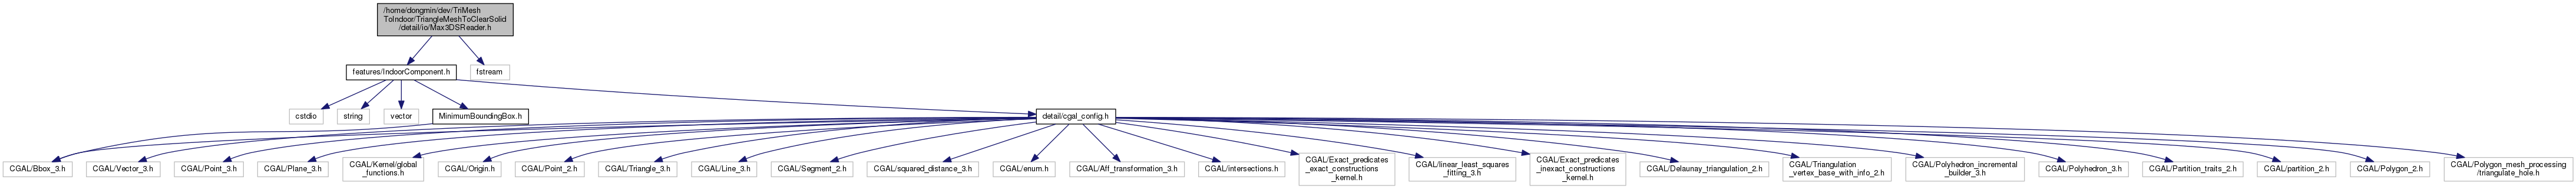 /home/dongmin/dev/TriMesh
ToIndoor/TriangleMeshToClearSolid
/detail/io/Max3DSReader.h
features/IndoorComponent.h
fstream
cstdio
string
vector
MinimumBoundingBox.h
detail/cgal_config.h
CGAL/Bbox_3.h
CGAL/Vector_3.h
CGAL/Point_3.h
CGAL/Plane_3.h
CGAL/Kernel/global
_functions.h
CGAL/Origin.h
CGAL/Point_2.h
CGAL/Triangle_3.h
CGAL/Line_3.h
CGAL/Segment_2.h
CGAL/squared_distance_3.h
CGAL/enum.h
CGAL/Aff_transformation_3.h
CGAL/intersections.h
CGAL/Exact_predicates
_exact_constructions
_kernel.h
CGAL/linear_least_squares
_fitting_3.h
CGAL/Exact_predicates
_inexact_constructions
_kernel.h
CGAL/Delaunay_triangulation_2.h
CGAL/Triangulation
_vertex_base_with_info_2.h
CGAL/Polyhedron_incremental
_builder_3.h
CGAL/Polyhedron_3.h
CGAL/Partition_traits_2.h
CGAL/partition_2.h
CGAL/Polygon_2.h
CGAL/Polygon_mesh_processing
/triangulate_hole.h